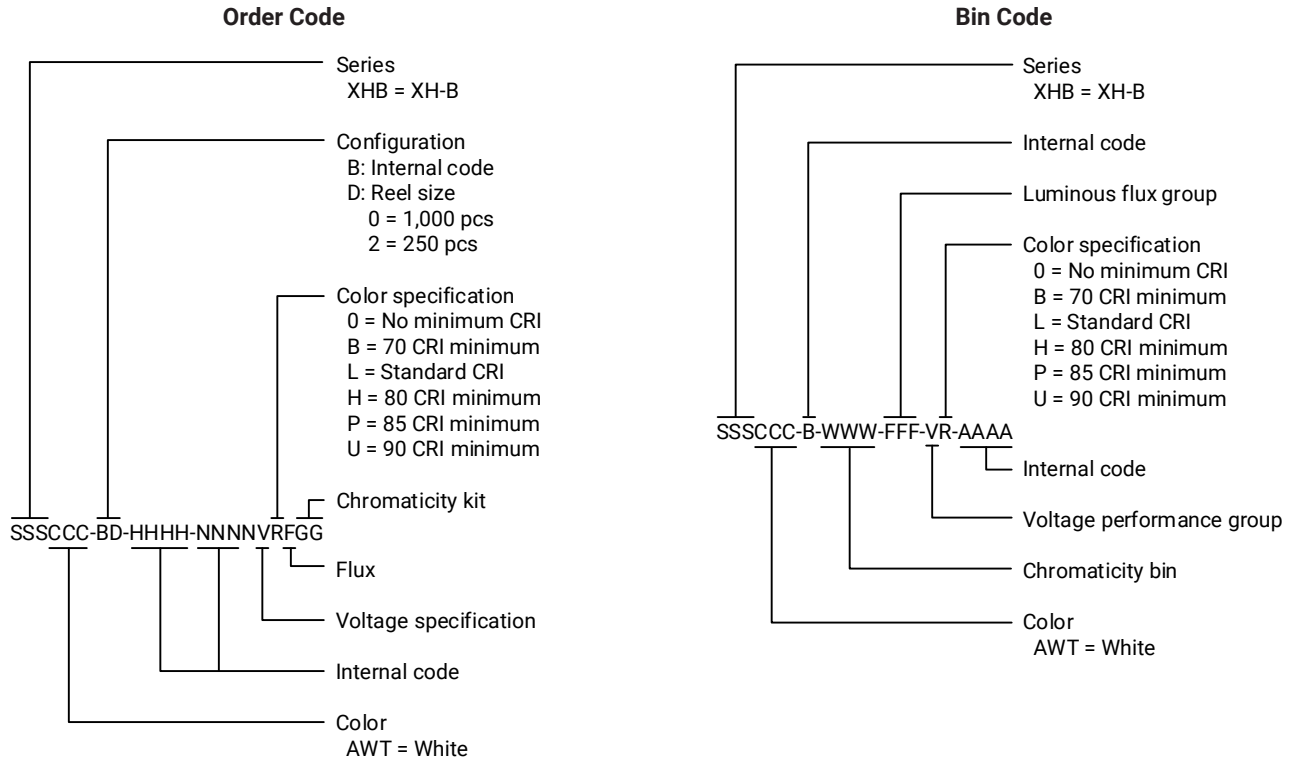 Order Code
Series
XHB = XH-B
Configuration
B: Internal code
D: Reel size
0 = 1,000 pcs
2 = 250 pcs
Color specification
0 = No minimum CRI
B = 70 CRI minimum
L = Standard CRI
H = 80 CRI minimum
P = 85 CRI minimum
U = 90 CRI minimum
Chromaticity kit
SSSCCC-BD-HHHH-NNNNVRFGG
Flux
Voltage specification
Internal code
Color
AWT = White
Bin Code
Series
XHB = XH-B
Internal code
Luminous flux group
Color specification
0 = No minimum CRI
B = 70 CRI minimum
L = Standard CRI
H = 80 CRI minimum
P = 85 CRI minimum
U = 90 CRI minimum
SSSCCC-B-WWW-FFF-VR-AAAA
Internal code
Voltage performance group
Chromaticity bin
Color
AWT = White